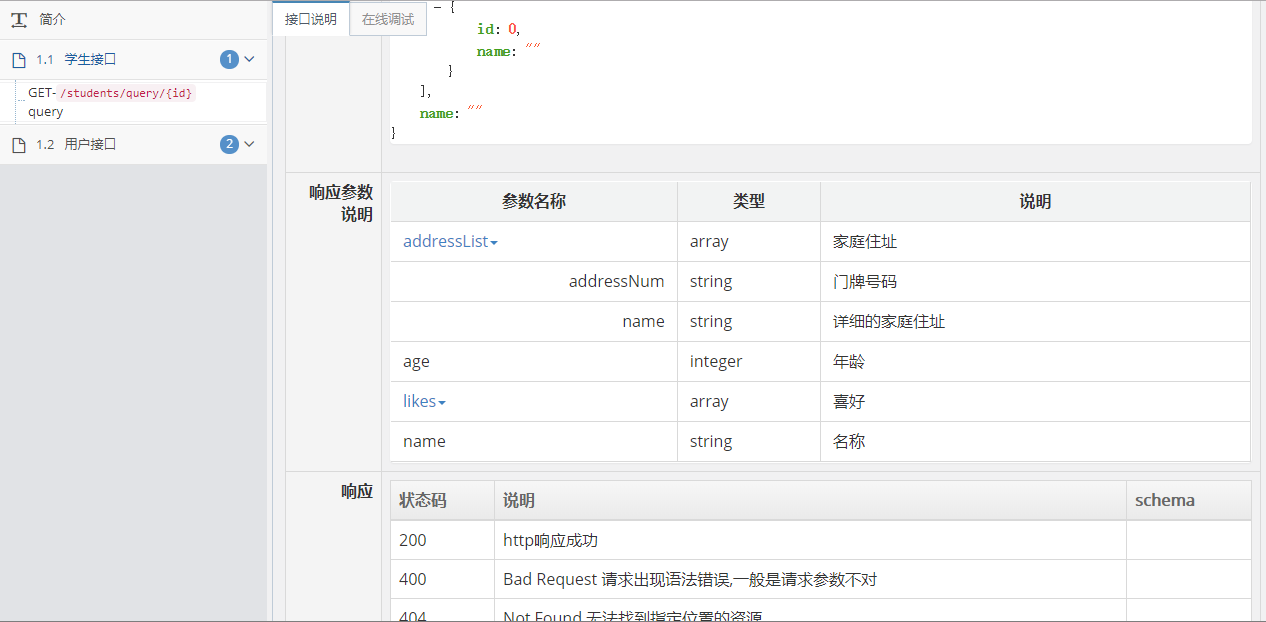 简介
1.1 学生接口 1
GET-/students/query/{id}
query
1.2 用户接口 2
接口说明 在线调试
- {
id: 0,
name: ""
}
],
name: ""
}
响应参数
说明
参数名称 类型 说明
addressList array 家庭住址
addressNum string 门牌号码
name string 详细的家庭住址
age integer 年龄
likes array 喜好
name string 名称
响应
状态码 说明 schema
200 http响应成功
400 Bad Request 请求出现语法错误,一般是请求参数不对
404 Not Found 无法找到指定位置的资源